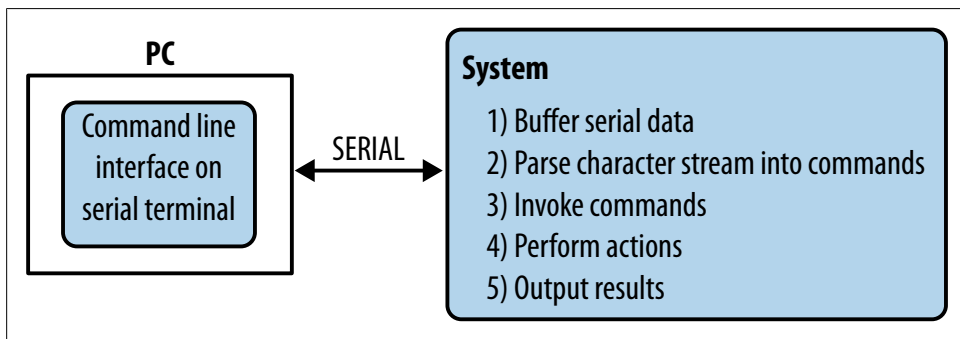 PC
Command line
interface on
serial terminal
SERIAL
System
1) Buffer serial data
2) Parse character stream into commands
3) Invoke commands
4) Perform actions
5) Output results